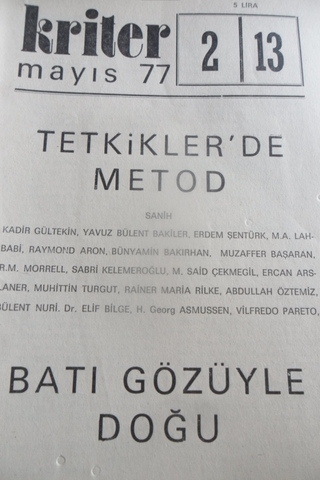 5 LİRA
kriter
mayıs 77
2 13
TETKiKLER'DE
METOD
SANİH
KADİR GÜLTEKİN, YAVUZ BÜLENT BAKİLER, ERDEM ŞENTÜRK, M.A. LAH-
BABİ, RAYMOND ARON, BÜNYAMİN BAKIRHAN, MUZAFFER BAŞARAN,
R.M. MORRELL, SABRİ KELEMEROĞLU, M. SAİD ÇEKMEGİL, ERCAN ARS-
LANER, MUHİTTİN TURGUT, RAINER MARIA RİLKE, ABDULLAH ÖZTEMİZ,
BÜLENT NURİ, Dr. ELİF BİLGE, H. Georg ASMUSSEN, VİLFREDO PARETO,
BATI GÖZÜYLE
DOĞU